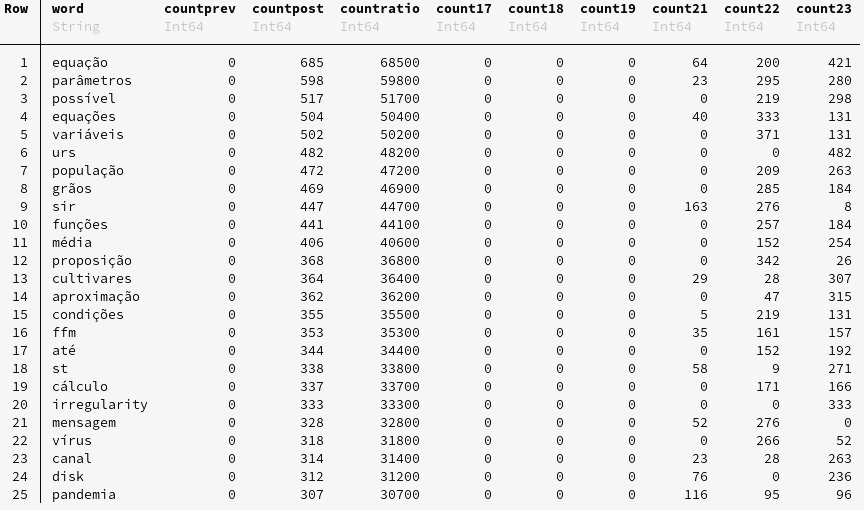 Row word countprev countpost countratio count17 count18 count19 count21 count22 count23
String Int64 Int64 Int64 Int64 Int64 Int64 Int64 Int64 Int64
1 equação 0 685 68500 0 0 0 64 200 421
2 parâmetros 0 598 59800 0 0 0 23 295 280
3 possível 0 517 51700 0 0 0 0 219 298
4 equações 0 504 50400 0 0 0 40 333 131
5 variáveis 0 502 50200 0 0 0 0 371 131
6 urs 0 482 48200 0 0 0 0 0 482
7 população 0 472 47200 0 0 0 0 209 263
8 grãos 0 469 46900 0 0 0 0 285 184
9 sir 0 447 44700 0 0 0 163 276 8
10 funções 0 441 44100 0 0 0 0 257 184
11 média 0 406 40600 0 0 0 0 152 254
12 proposição 0 368 36800 0 0 0 0 342 26
13 cultivares 0 364 36400 0 0 0 29 28 307
14 aproximação 0 362 36200 0 0 0 0 47 315
15 condições 0 355 35500 0 0 0 5 219 131
16 ffm 0 353 35300 0 0 0 35 161 157
17 até 0 344 34400 0 0 0 0 152 192
18 st 0 338 33800 0 0 0 58 9 271
19 cálculo 0 337 33700 0 0 0 0 171 166
20 irregularity 0 333 33300 0 0 0 0 0 333
21 mensagem 0 328 32800 0 0 0 52 276 0
22 vírus 0 318 31800 0 0 0 0 266 52
23 canal 0 314 31400 0 0 0 23 28 263
24 disk 0 312 31200 0 0 0 76 0 236
25 pandemia 0 307 30700 0 0 0 116 95 96